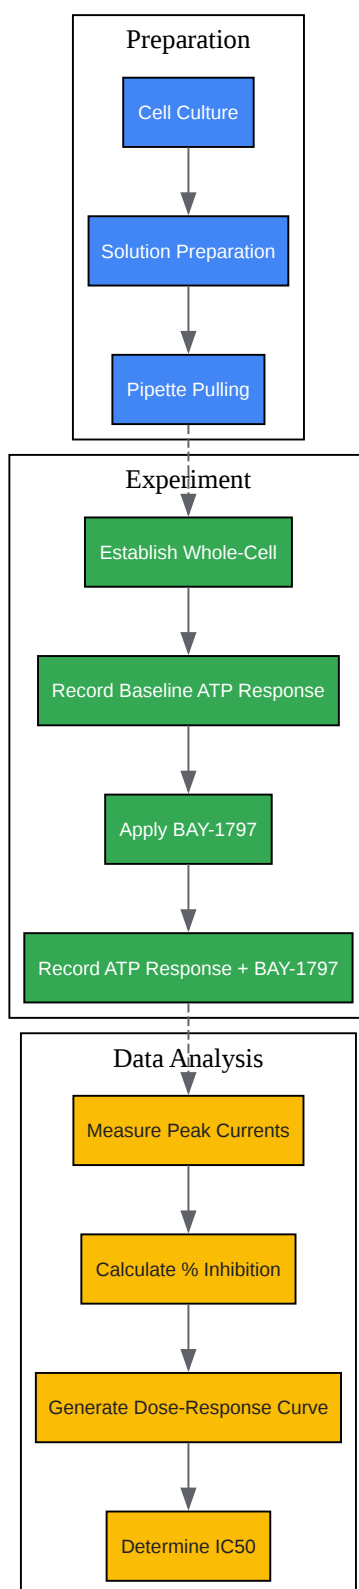 Preparation
Cell Culture
Solution Preparation
Pipette Pulling
Experiment
Establish Whole-Cell
Record Baseline ATP Response
Apply BAY-1797
Record ATP Response + BAY-1797
Data Analysis
Measure Peak Currents
Calculate % Inhibition
Generate Dose-Response Curve
Determine IC50